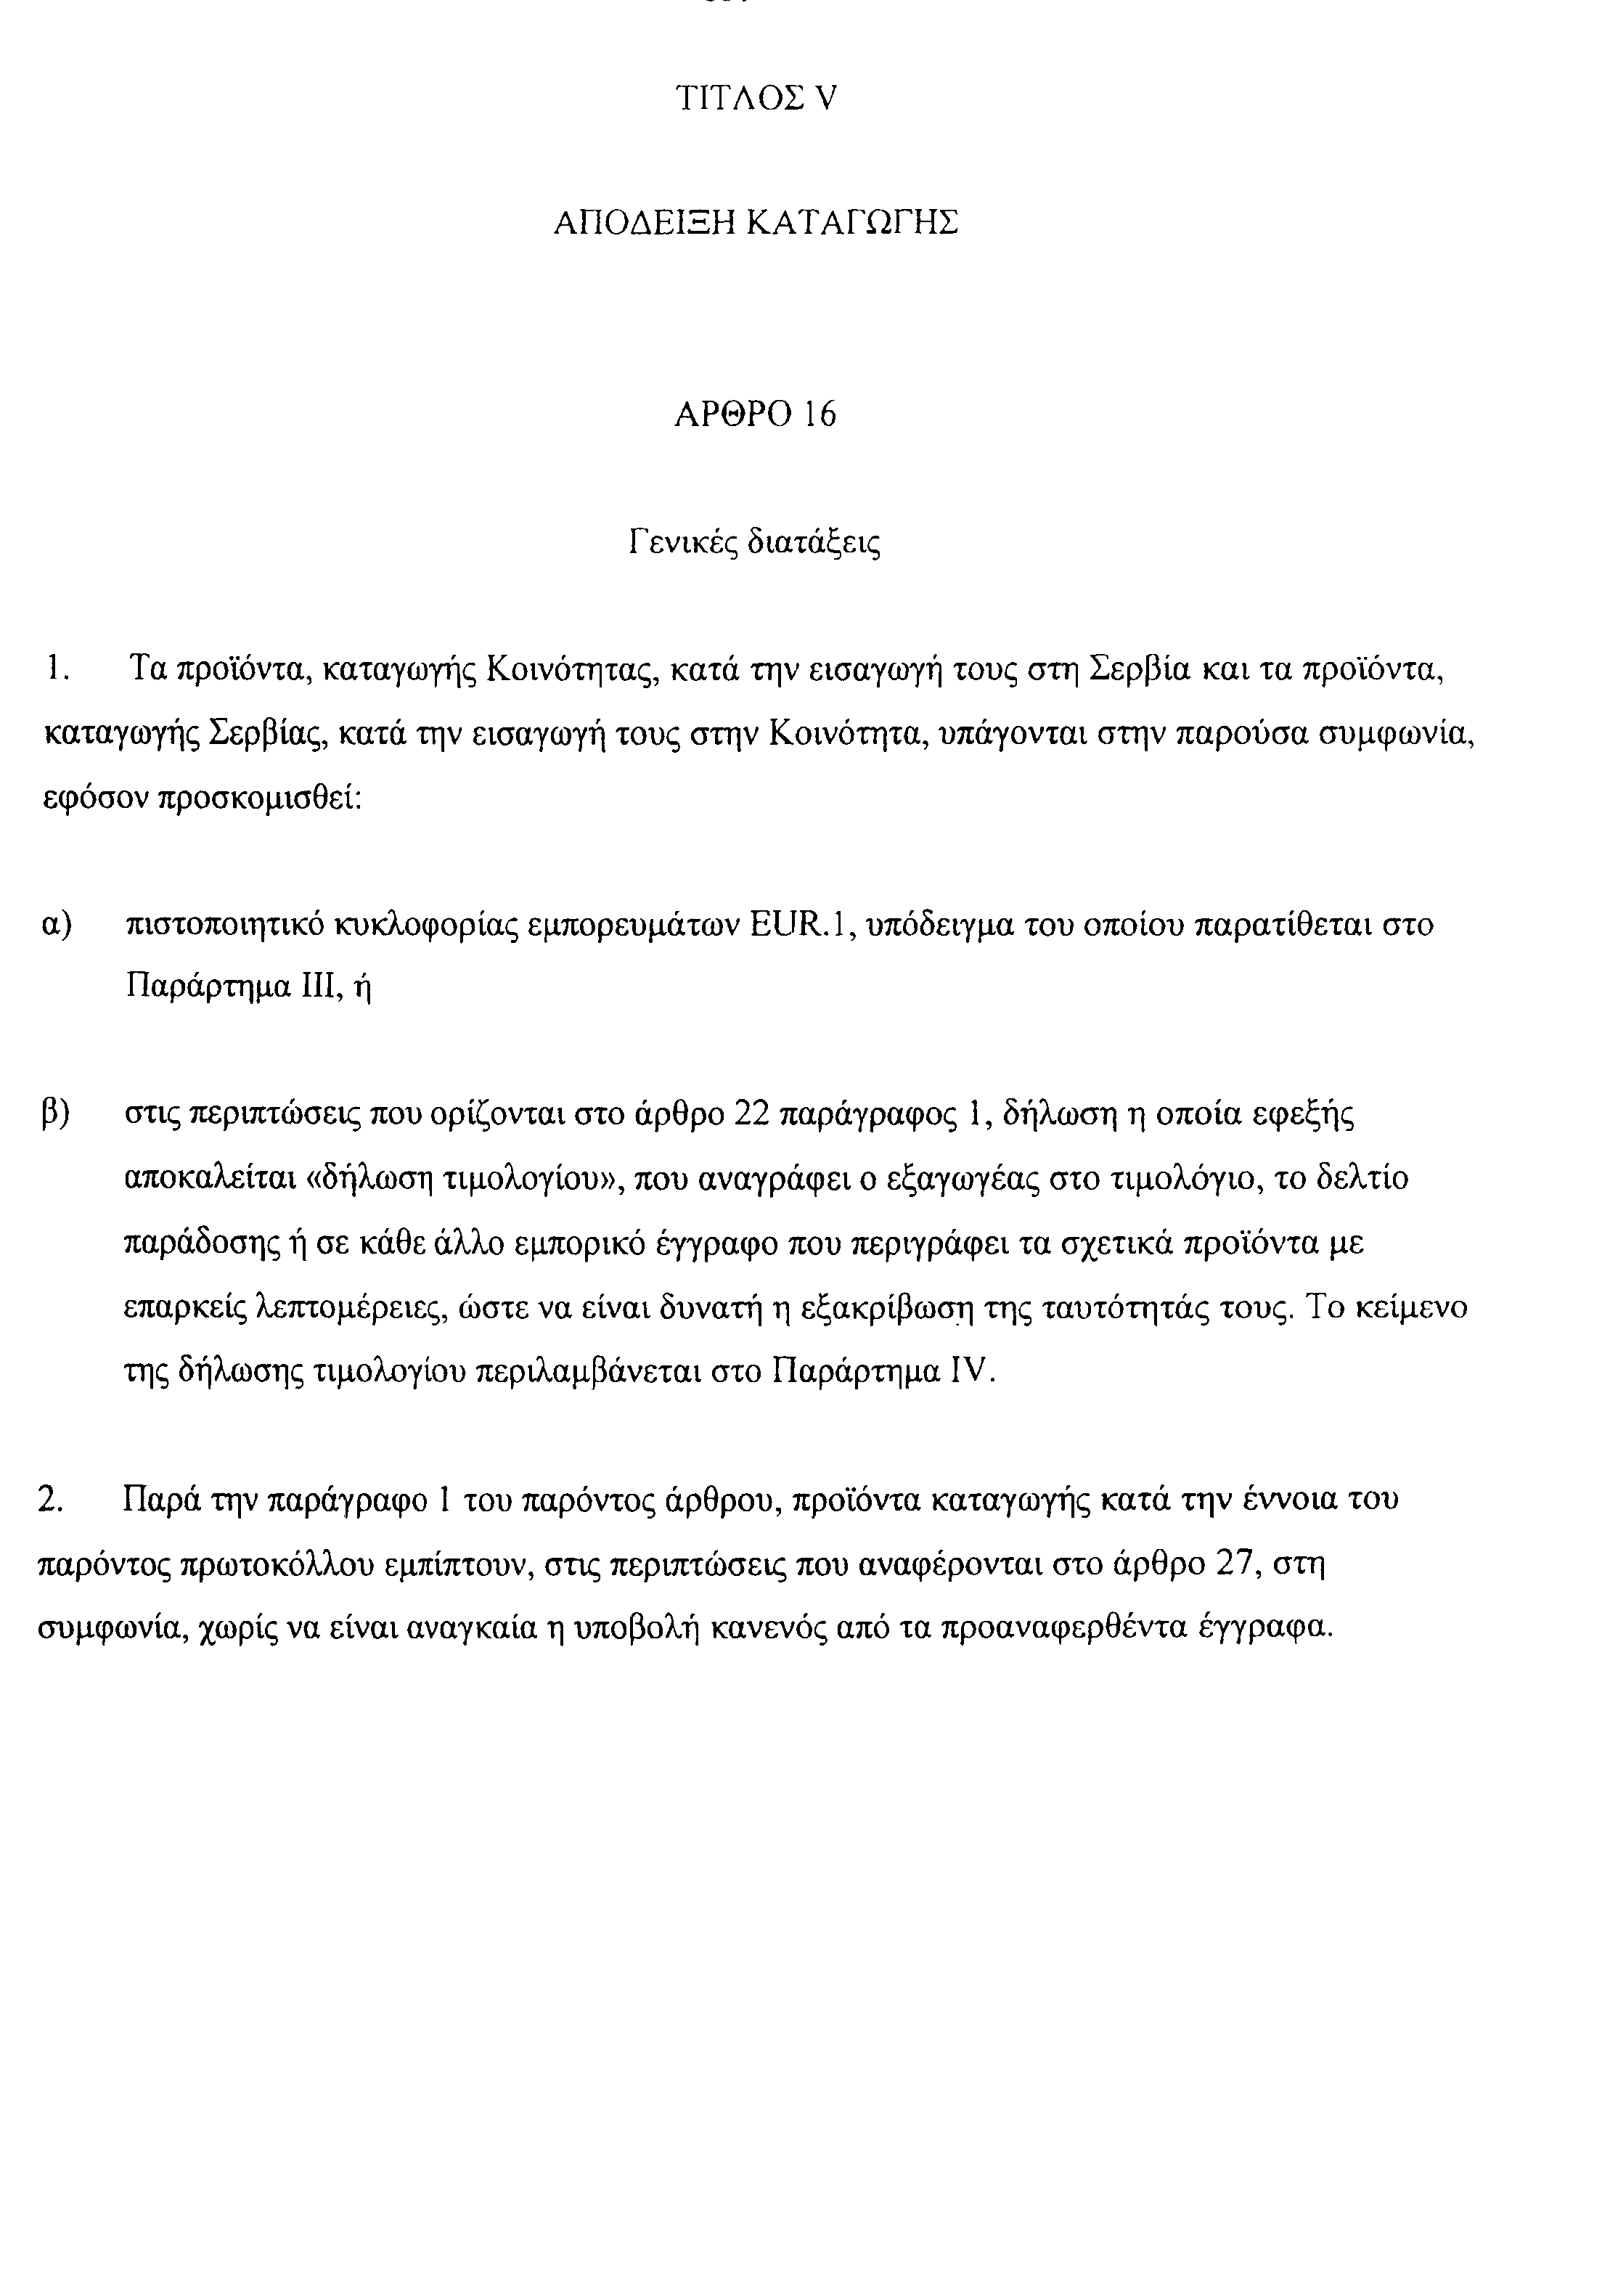 ΤΙΤΛΟΣ V
ΑΠΟΔΕΙΞΗ ΚΑΤΑΓΩΓΗΣ
ΑΡΘΡΟ 16
Γενικές διατάξεις
1. Τα προϊόντα, καταγωγής Κοινότητας, κατά την εισαγωγή τους στη Σερβία και τα προϊόντα,
καταγωγής Σερβίας, κατά την εισαγωγή τους στην Κοινότητα, υπάγονται στην παρούσα συμφωνία,
εφόσον προσκομισθεί:
α) πιστοποιητικό κυκλοφορίας εμπορευμάτων EUR.1, υπόδειγμα του οποίου παρατίθεται στο
Παράρτημα III, ή
β) στις περιπτώσεις που ορίζονται στο άρθρο 22 παράγραφος 1, δήλωση η οποία εφεξής
αποκαλείται «δήλωση τιμολογίου», που αναγράφει ο εξαγωγέας στο τιμολόγιο, το δελτίο
παράδοσης ή σε κάθε άλλο εμπορικό έγγραφο που περιγράφει τα σχετικά προϊόντα με
επαρκείς λεπτομέρειες, ώστε να είναι δυνατή η εξακρίβωση της ταυτότητάς τους. Το κείμενο
της δήλωσης τιμολογίου περιλαμβάνεται στο Παράρτημα IV.
2. Παρά την παράγραφο 1 του παρόντος άρθρου, προϊόντα καταγωγής κατά την έννοια του
παρόντος πρωτοκόλλου εμπίπτουν, στις περιπτώσεις που αναφέρονται στο άρθρο 27, στη
συμφωνία, χωρίς να είναι αναγκαία η υποβολή κανενός από τα προαναφερθέντα έγγραφα.